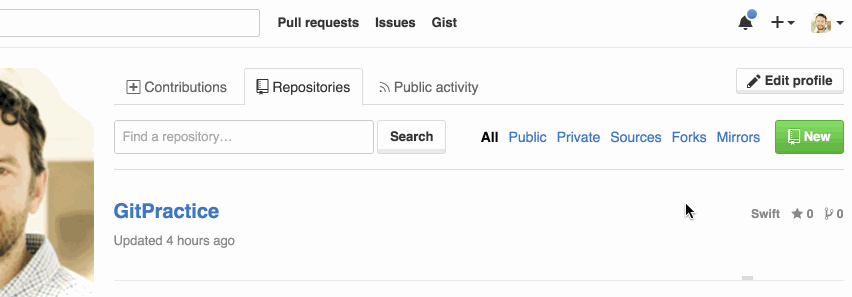 Pull requests Issues Gist
Contributions Repositories Public activity Edit profile
Find a repository… Search All Public Private Sources Forks Mirrors New
GitPractice
Swift 0 0
Updated 4 hours ago